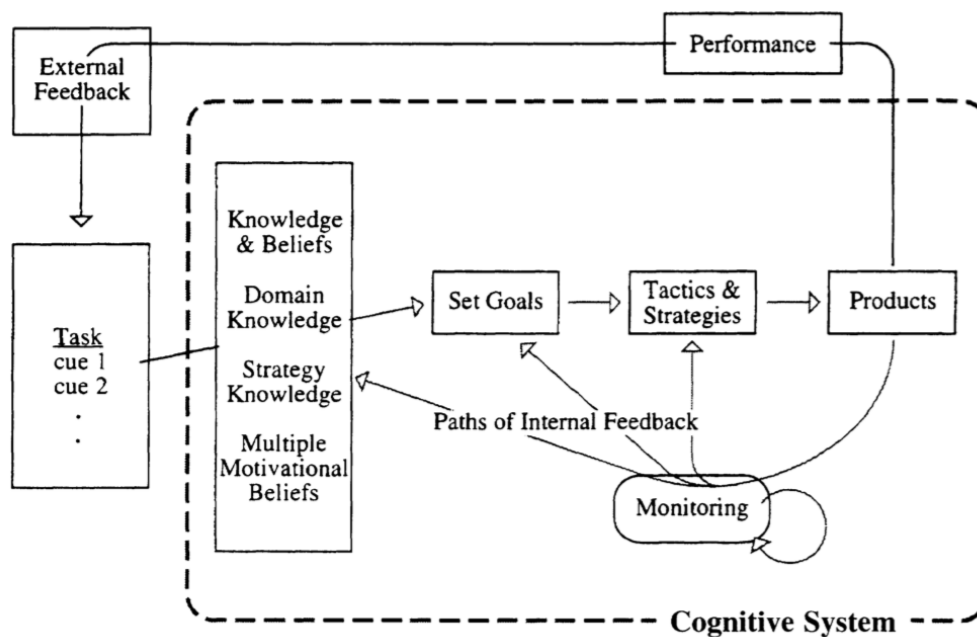 Performance
External
Feedback
Knowledge
& Beliefs
Domain
Knowledge
Strategy
Knowledge
Multiple
Motivational
Beliefs
Task
cue 1
cue 2
.
.
Set Goals
Tactics &
Strategies
Products
Paths of Internal Feedback
Monitoring
Cognitive System